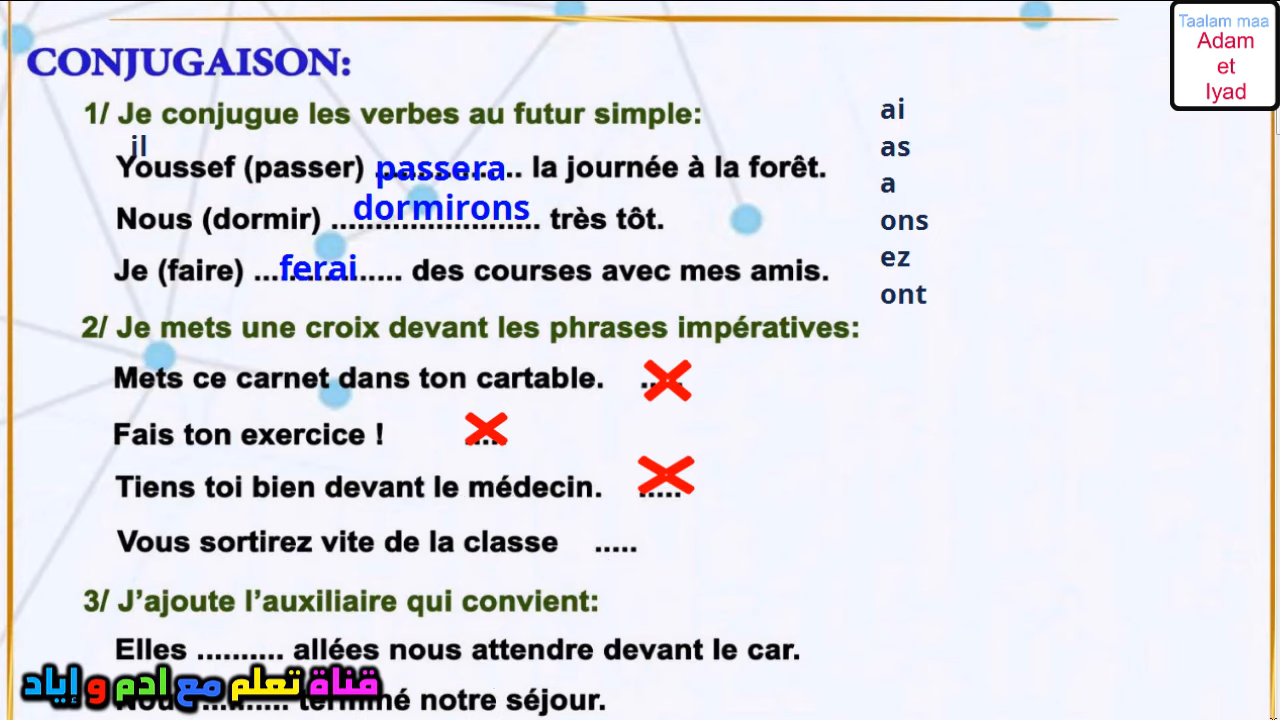 Taalam maa
Adam
et
Iyad
CONJUGAISON:
1/ Je conjugue les verbes au futur simple:
il
Youssef (passer) passera.. la journée à la forêt.
Nous (dormir) ...dormirons... très tôt.
Je (faire) ...ferai... des courses avec mes amis.
ai
as
a
ons
ez
ont
2/ Je mets une croix devant les phrases impératives:
Mets ce carnet dans ton cartable. .....
Fais ton exercice ! .....
Tiens toi bien devant le médecin. .....
Vous sortirez vite de la classe .....
3/ J’ajoute l’auxiliaire qui convient:
Elles .......... allées nous attendre devant le car.
قناة تعلم مع ادم و إياد
Nous .......... terminé notre séjour.